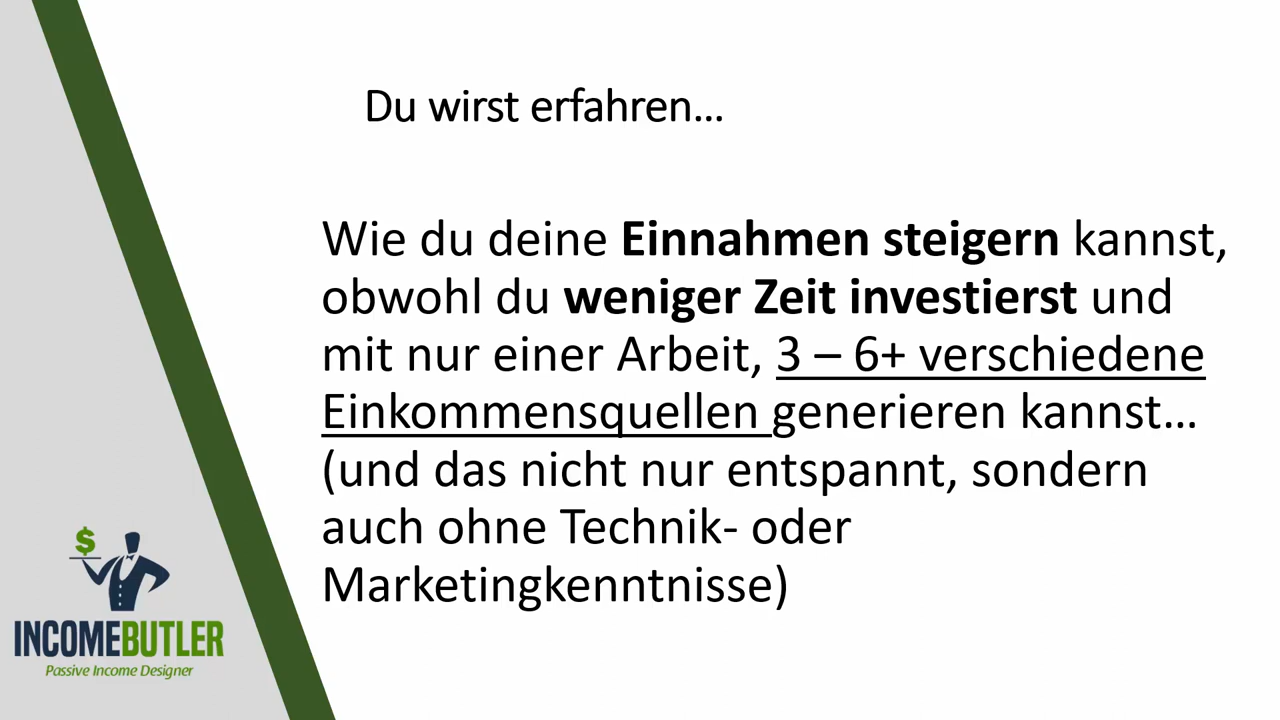 Du wirst erfahren...
Wie du deine Einnahmen steigern kannst,
obwohl du weniger Zeit investierst und
mit nur einer Arbeit, 3 – 6+ verschiedene
Einkommensquellen generieren kannst...
(und das nicht nur entspannt, sondern
auch ohne Technik- oder
Marketingkenntnisse)
$
INCOMEBUTLER
Passive Income Designer